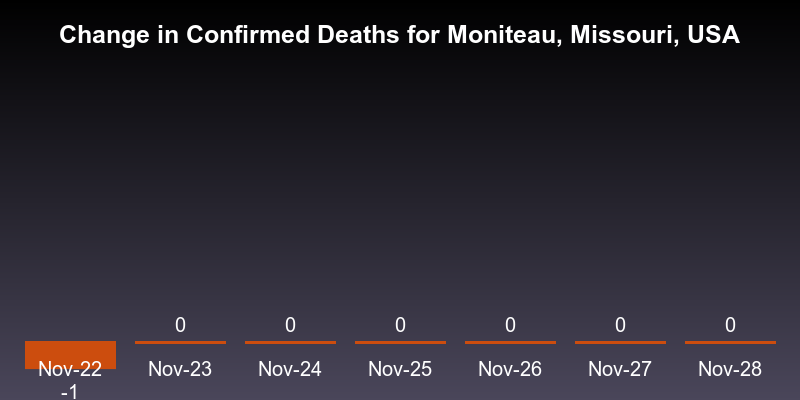 Change in Confirmed Deaths for Moniteau, Missouri, USA
0 0 0 0 0 0
Nov-22 Nov-23 Nov-24 Nov-25 Nov-26 Nov-27 Nov-28
-1